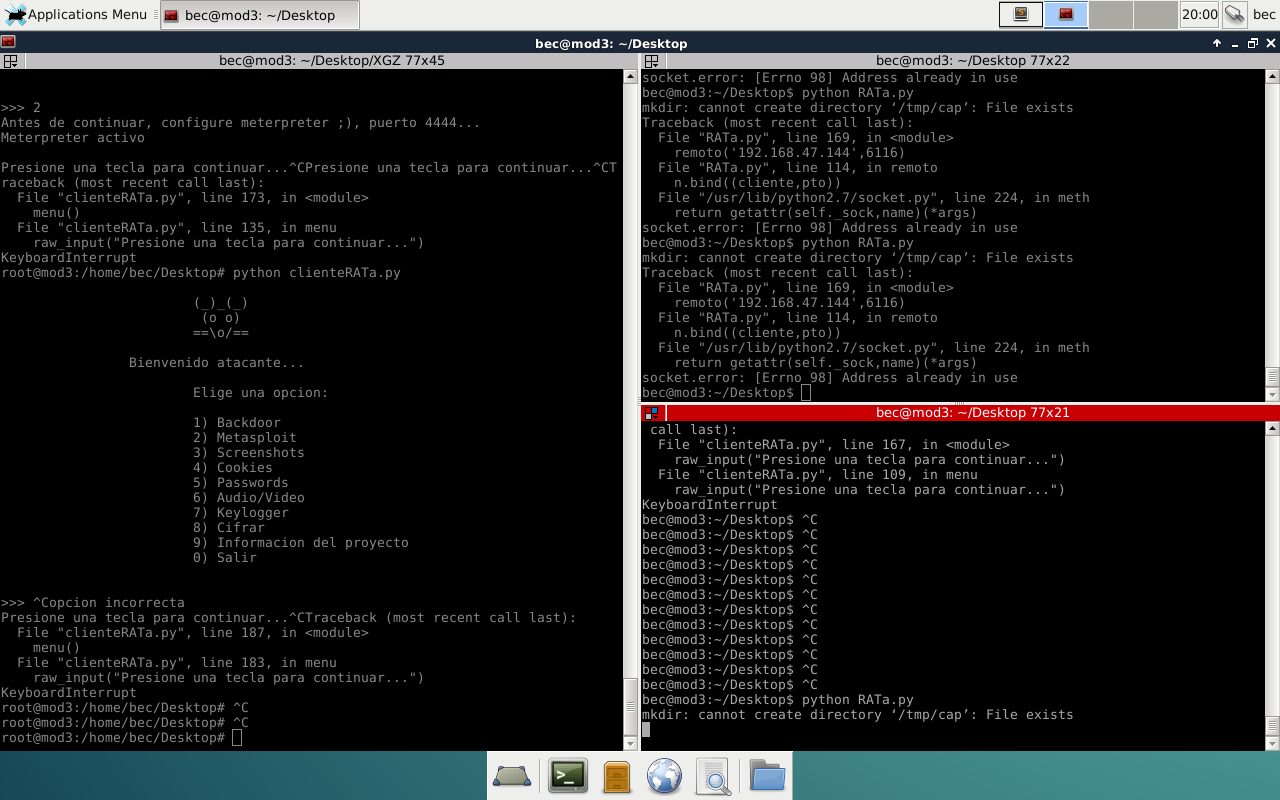 Applications Menu
bec@mod3: ~/Desktop
20:00
bec
bec@mod3: ~/Desktop
bec@mod3: ~/Desktop/XGZ 77x45
>>> 2
Antes de continuar, configure meterpreter ;), puerto 4444...
Meterpreter activo
Presione una tecla para continuar...^CPresione una tecla para continuar...^CT
raceback (most recent call last):
File "clienteRATa.py", line 173, in <module>
menu()
File "clienteRATa.py", line 135, in menu
raw_input("Presione una tecla para continuar...")
KeyboardInterrupt
root@mod3:/home/bec/Desktop# python clienteRATa.py
(_)_(_)
(o o)
==\o/==
Bienvenido atacante...
Elige una opcion:
1) Backdoor
2) Metasploit
3) Screenshots
4) Cookies
5) Passwords
6) Audio/Video
7) Keylogger
8) Cifrar
9) Informacion del proyecto
0) Salir
>>> ^Copcion incorrecta
Presione una tecla para continuar...^CTraceback (most recent call last):
File "clienteRATa.py", line 187, in <module>
menu()
File "clienteRATa.py", line 183, in menu
raw_input("Presione una tecla para continuar...")
KeyboardInterrupt
root@mod3:/home/bec/Desktop# ^C
root@mod3:/home/bec/Desktop# ^C
root@mod3:/home/bec/Desktop#
bec@mod3: ~/Desktop 77x22
socket.error: [Errno 98] Address already in use
bec@mod3:~/Desktop$ python RATa.py
mkdir: cannot create directory ‘/tmp/cap’: File exists
Traceback (most recent call last):
File "RATa.py", line 169, in <module>
remoto('192.168.47.144',6116)
File "RATa.py", line 114, in remoto
n.bind((cliente,pto))
File "/usr/lib/python2.7/socket.py", line 224, in meth
return getattr(self._sock,name)(*args)
socket.error: [Errno 98] Address already in use
bec@mod3:~/Desktop$ python RATa.py
mkdir: cannot create directory ‘/tmp/cap’: File exists
Traceback (most recent call last):
File "RATa.py", line 169, in <module>
remoto('192.168.47.144',6116)
File "RATa.py", line 114, in remoto
n.bind((cliente,pto))
File "/usr/lib/python2.7/socket.py", line 224, in meth
return getattr(self._sock,name)(*args)
socket.error: [Errno 98] Address already in use
bec@mod3:~/Desktop$
bec@mod3: ~/Desktop 77x21
call last):
File "clienteRATa.py", line 167, in <module>
raw_input("Presione una tecla para continuar...")
File "clienteRATa.py", line 109, in menu
raw_input("Presione una tecla para continuar...")
KeyboardInterrupt
bec@mod3:~/Desktop$ ^C
bec@mod3:~/Desktop$ ^C
bec@mod3:~/Desktop$ ^C
bec@mod3:~/Desktop$ ^C
bec@mod3:~/Desktop$ ^C
bec@mod3:~/Desktop$ ^C
bec@mod3:~/Desktop$ ^C
bec@mod3:~/Desktop$ ^C
bec@mod3:~/Desktop$ ^C
bec@mod3:~/Desktop$ ^C
bec@mod3:~/Desktop$ ^C
bec@mod3:~/Desktop$ ^C
bec@mod3:~/Desktop$ python RATa.py
mkdir: cannot create directory ‘/tmp/cap’: File exists